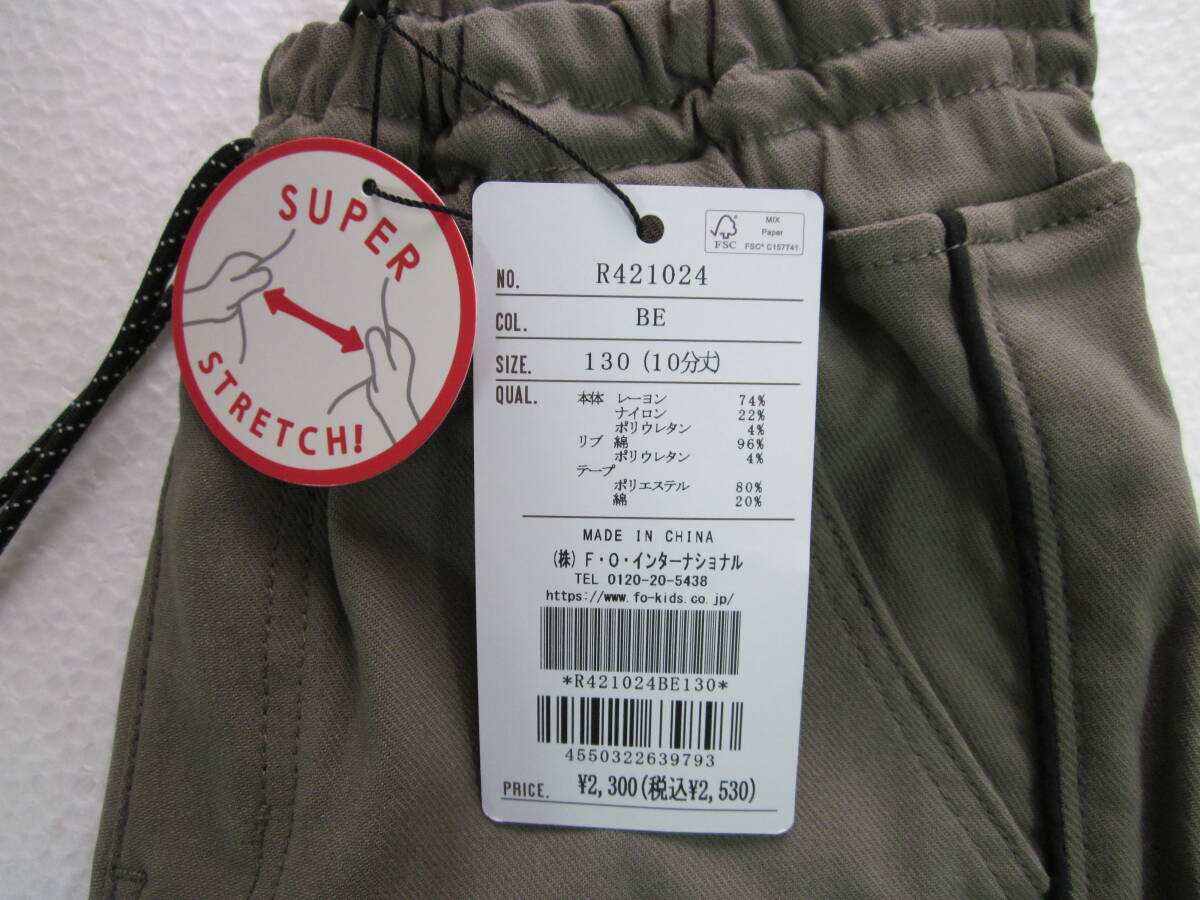 SUPER
STRETCH!
FSC
MIX
Paper
FSC® C157741
NO. R421024
COL. BE
SIZE. 130 (10分丈)
QUAL. 本体 レーヨン 74%
ナイロン 22%
ポリウレタン 4%
リブ 綿 96%
ポリウレタン 4%
テープ
ポリエステル 80%
綿 20%
MADE IN CHINA
(株) F・O・インターナショナル
TEL 0120-20-5438
https://www.fo-kids.co.jp/
*R421024BE130*
4550322639793
PRICE. ¥2,300(税込¥2,530)